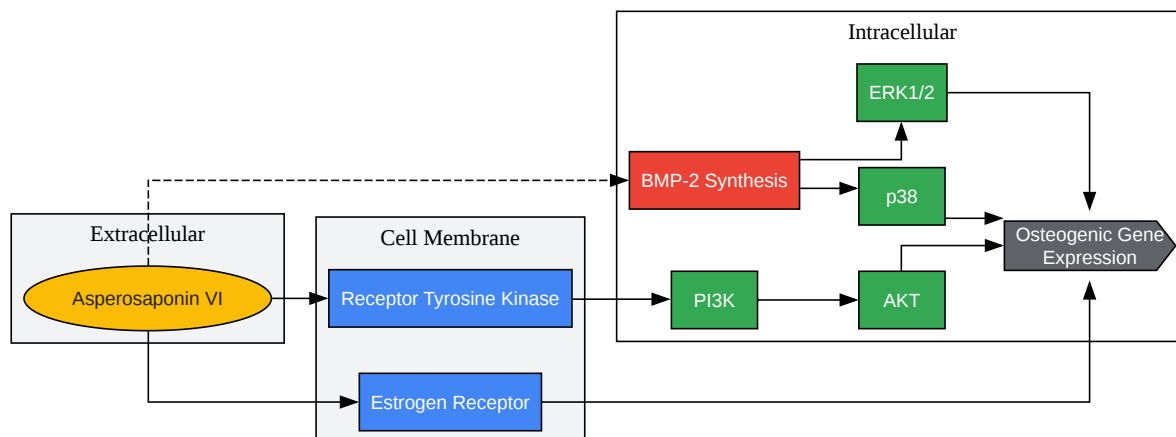 Intracellular
ERK1/2
BMP-2 Synthesis
p38
Extracellular
Cell Membrane
Osteogenic Gene
Expression
Asperosaponin VI
Receptor Tyrosine Kinase
PI3K
AKT
Estrogen Receptor